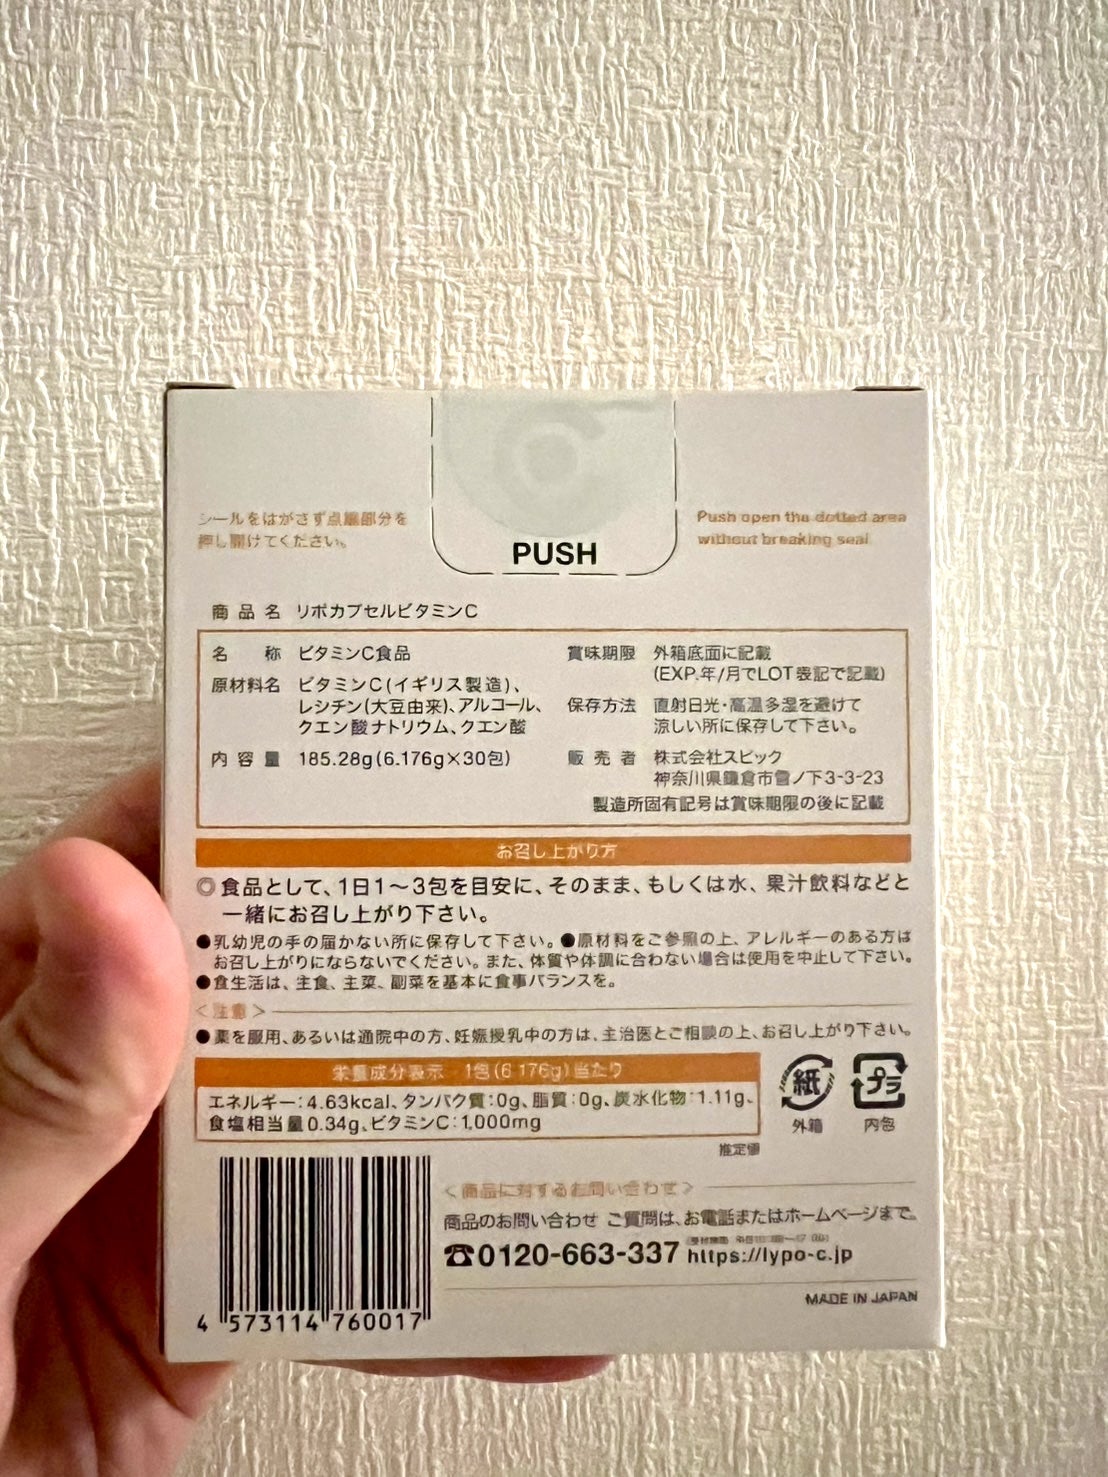 シールをはがさず点線部分を
押し開けてください。
Push open the dotted area
without breaking seal
PUSH
商品名 リポカプセルビタミンC
名称 ビタミンC食品
原材料名 ビタミンC(イギリス製造)、
レシチン(大豆由来)、アルコール、
クエン酸ナトリウム、クエン酸
内容量 185.28g(6.176g×30包)
賞味期限 外箱底面に記載
(EXP.年/月でLOT表記で記載)
保存方法 直射日光・高温多湿を避けて
涼しい所に保存して下さい。
販売者 株式会社スピック
神奈川県鎌倉市雪ノ下3-3-23
製造所固有記号は賞味期限の後に記載
お召し上がり方
◎食品として、1日1〜3包を目安に、そのまま、もしくは水、果汁飲料などと
一緒にお召し上がり下さい。
●乳幼児の手の届かない所に保存して下さい。●原材料をご参照の上、アレルギーのある方は
お召し上がりにならないでください。また、体質や体調に合わない場合は使用を中止して下さい。
●食生活は、主食、主菜、副菜を基本に食事バランスを。
<注意>
●薬を服用、あるいは通院中の方、妊娠授乳中の方は、主治医とご相談の上、お召し上がり下さい。
栄養成分表示 1包(6.176g)当たり
エネルギー:4.63kcal、タンパク質:0g、脂質:0g、炭水化物:1.11g、
食塩相当量0.34g、ビタミンC:1,000mg
推定値
紙
外箱
プラ
内包
<商品に対するお問い合わせ>
商品のお問い合わせ ご質問は、お電話またはホームページまで。
☎0120-663-337 https://lypo-c.jp
MADE IN JAPAN
4 573114 760017